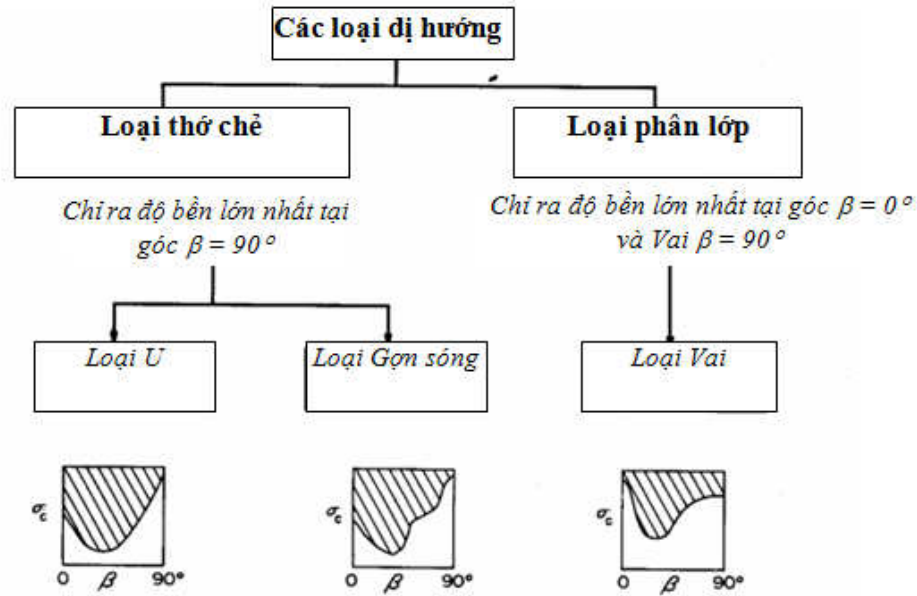 Các loại dị hướng
Loại thớ chẻ
Loại phân lớp
Chỉ ra độ bền lớn nhất tại
góc β = 90°
Chỉ ra độ bền lớn nhất tại góc β = 0°
và Vai β = 90°
Loại U
Loại Gợn sóng
Loại Vai
σc
0 β 90°
σc
0 β 90°
σc
0 β 90°